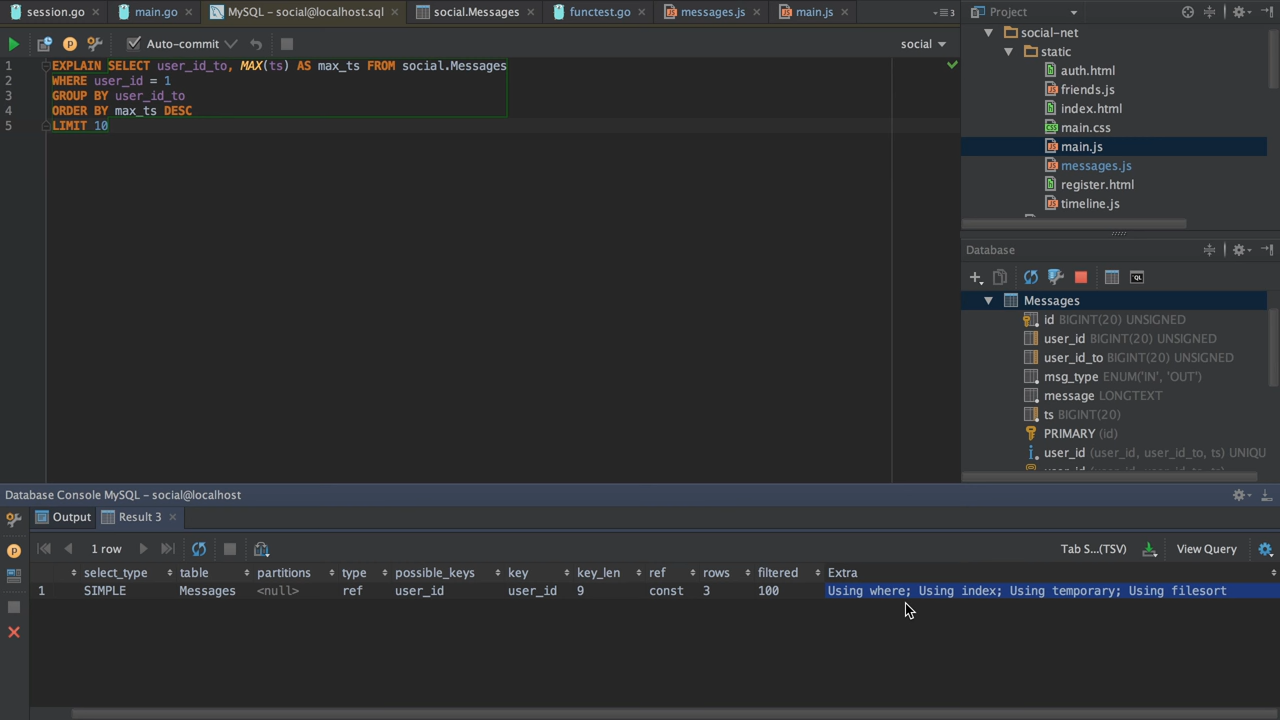 session.go
main.go
MySQL - social@localhost.sql
social.Messages
functest.go
messages.js
main.js
3
Auto-commit
social
1 EXPLAIN SELECT user_id_to, MAX(ts) AS max_ts FROM social.Messages
2 WHERE user_id = 1
3 GROUP BY user_id_to
4 ORDER BY max_ts DESC
5 LIMIT 10
Project
social-net
static
auth.html
friends.js
index.html
main.css
main.js
messages.js
register.html
timeline.js
Database
QL
Messages
id BIGINT(20) UNSIGNED
user_id BIGINT(20) UNSIGNED
user_id_to BIGINT(20) UNSIGNED
msg_type ENUM('IN', 'OUT')
message LONGTEXT
ts BIGINT(20)
PRIMARY (id)
user_id (user_id, user_id_to, ts) UNIQU
Database Console MySQL - social@localhost
Output
Result 3
1 row
Tab S...(TSV)
View Query
select_type table partitions type possible_keys key key_len ref rows filtered Extra
1 SIMPLE Messages <null> ref user_id user_id 9 const 3 100 Using where; Using index; Using temporary; Using filesort